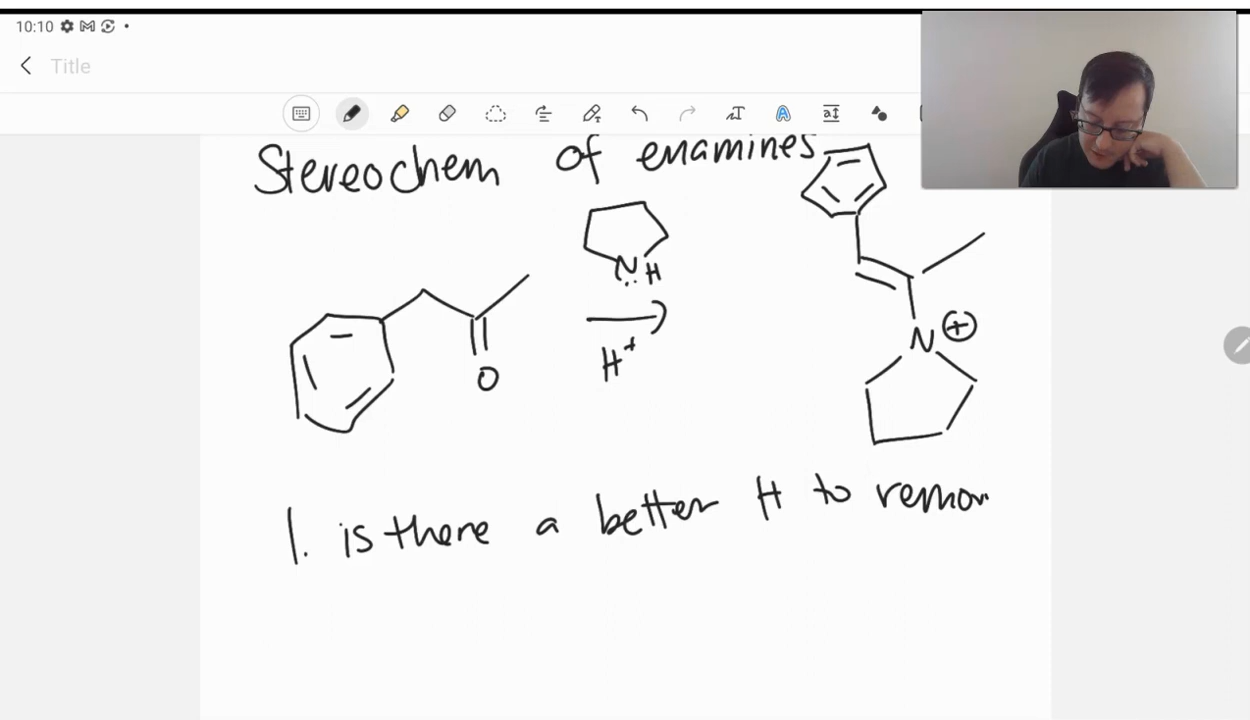 10:10
Title
Stereochem of enamines
N
H
H+
O
N +
1. is there a better H to remov